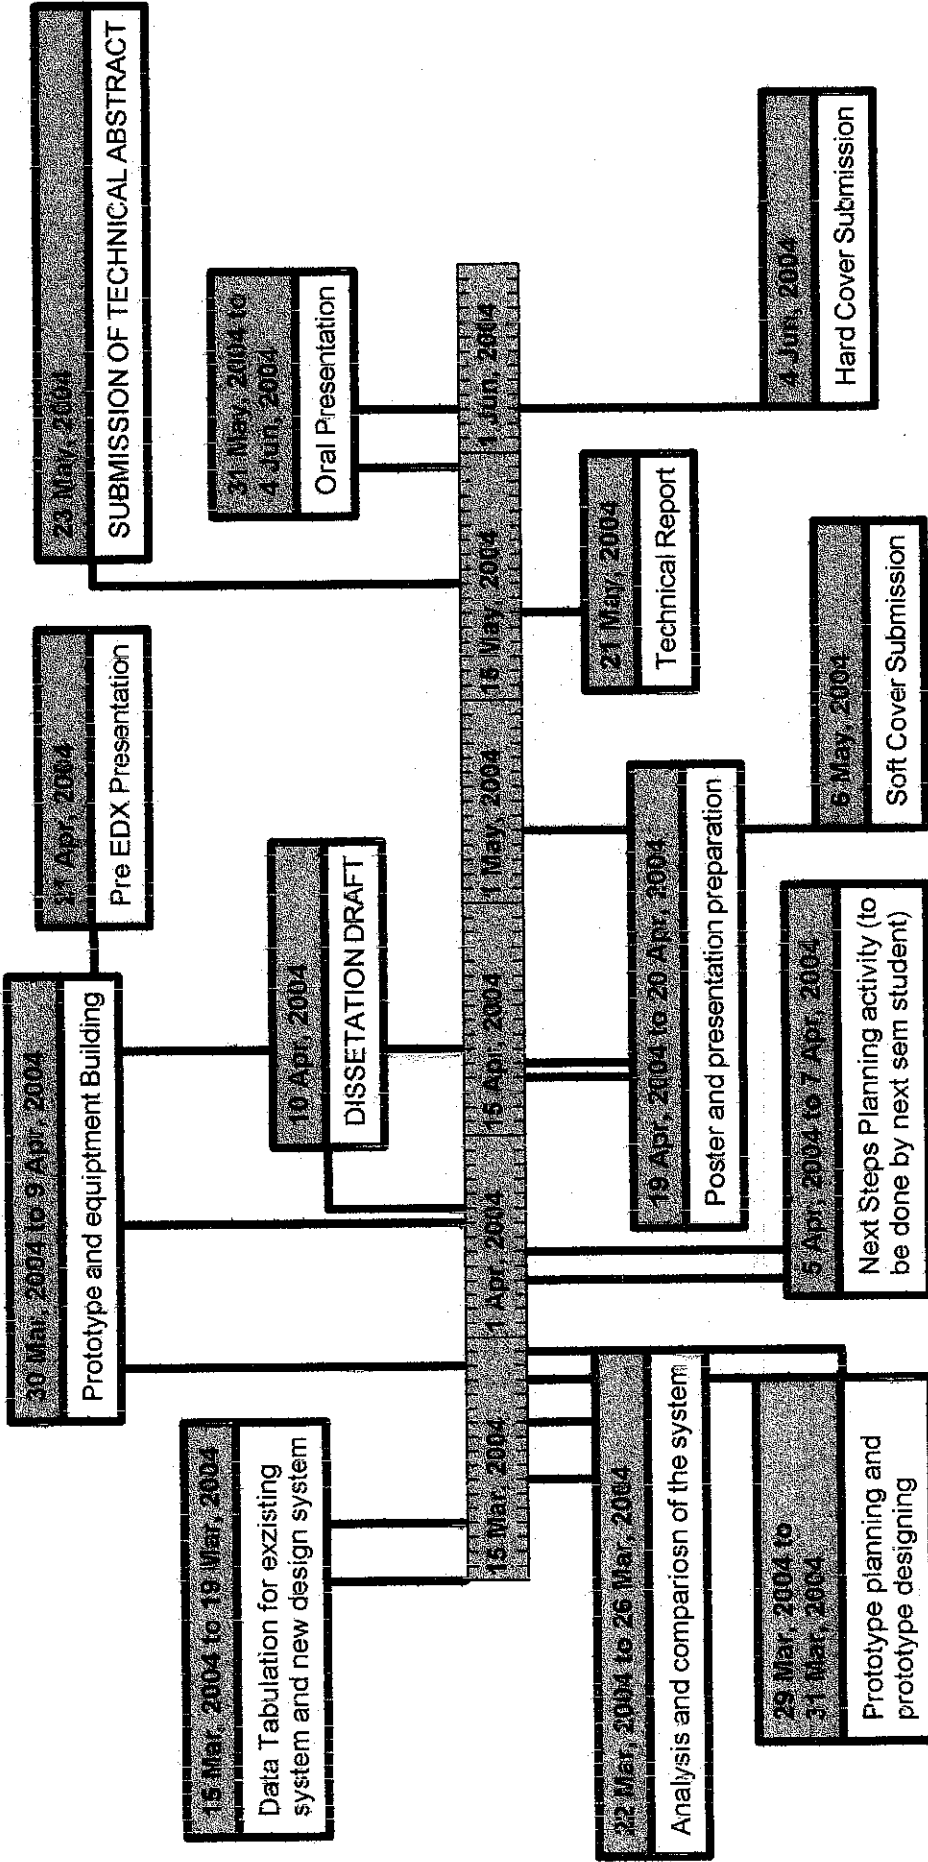 23 May, 2004
SUBMISSION OF TECHNICAL ABSTRACT
21 Apr, 2004
Pre EDX Presentation
30 Mar, 2004 to 9 Apr, 2004
Prototype and equiptment Building
31 May, 2004 to
4 Jun, 2004
Oral Presentation
10 Apr, 2004
DISSETATION DRAFT
15 Mar, 2004 to 19 Mar, 2004
Data Tabulation for exzisting
system and new design system
15 Mar, 2004
1 Apr, 2004
15 Apr, 2004
1 May, 2004
15 May, 2004
1 Jun, 2004
22 Mar, 2004 to 26 Mar, 2004
Analysis and compariosn of the system
19 Apr, 2004 to 20 Apr, 2004
Poster and presentation preparation
21 May, 2004
Technical Report
29 Mar, 2004 to
31 Mar, 2004
Prototype planning and
prototype designing
5 Apr, 2004 to 7 Apr, 2004
Next Steps Planning activity (to
be done by next sem student)
6 May, 2004
Soft Cover Submission
4 Jun, 2004
Hard Cover Submission